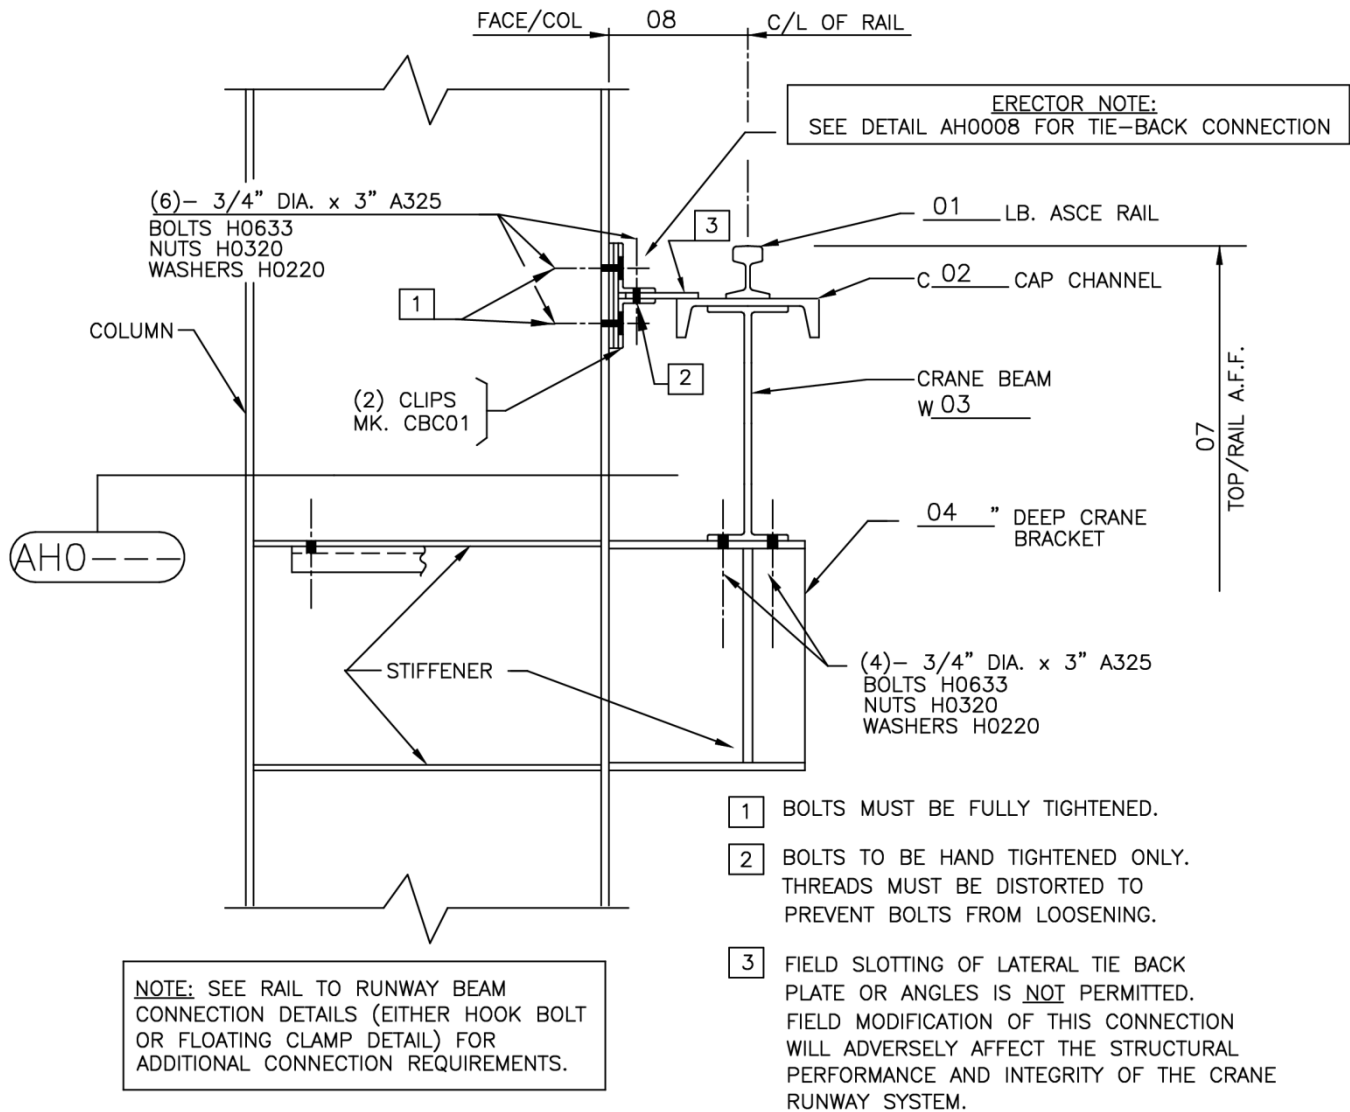 FACE/COL
08
C/L OF RAIL
ERECTOR NOTE:
SEE DETAIL AH0008 FOR TIE-BACK CONNECTION
(6)- 3/4" DIA. x 3" A325
BOLTS H0633
NUTS H0320
WASHERS H0220
3
01 LB. ASCE RAIL
C 02 CAP CHANNEL
1
COLUMN
2
(2) CLIPS
MK. CBC01
CRANE BEAM
W 03
07
TOP/RAIL A.F.F.
04 " DEEP CRANE
BRACKET
AH0----
STIFFENER
(4)- 3/4" DIA. x 3" A325
BOLTS H0633
NUTS H0320
WASHERS H0220
1 BOLTS MUST BE FULLY TIGHTENED.
2 BOLTS TO BE HAND TIGHTENED ONLY.
THREADS MUST BE DISTORTED TO
PREVENT BOLTS FROM LOOSENING.
3 FIELD SLOTTING OF LATERAL TIE BACK
PLATE OR ANGLES IS NOT PERMITTED.
FIELD MODIFICATION OF THIS CONNECTION
WILL ADVERSELY AFFECT THE STRUCTURAL
PERFORMANCE AND INTEGRITY OF THE CRANE
RUNWAY SYSTEM.
NOTE: SEE RAIL TO RUNWAY BEAM
CONNECTION DETAILS (EITHER HOOK BOLT
OR FLOATING CLAMP DETAIL) FOR
ADDITIONAL CONNECTION REQUIREMENTS.